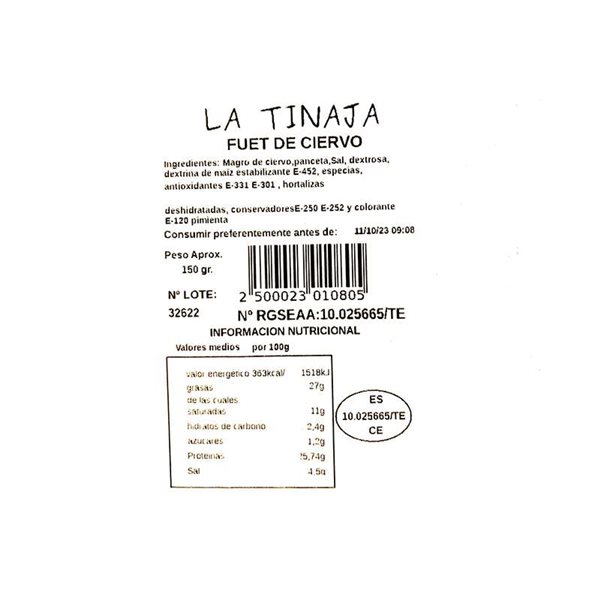 LA TINAJA
FUET DE CIERVO
Ingredientes: Magro de ciervo,panceta,Sal, dextrosa,
dextrina de maiz estabilizante E-452, especias,
antioxidantes E-331 E-301 , hortalizas
deshidratadas, conservadoresE-250 E-252 y colorante
E-120 pimienta
Consumir preferentemente antes de: 11/10/23 09:08
Peso Aprox.
150 gr.
Nº LOTE:
32622
2 500023 010805
Nº RGSEAA:10.025665/TE
INFORMACION NUTRICIONAL
Valores medios por 100g
valor energético 363kcal/ 1518kJ
grasas 27g
de las cuales
saturadas 11g
hidratos de carbono 2,4g
azucares 1,2g
Proteinas 5,74g
Sal 4,5g
ES
10.025665/TE
CE